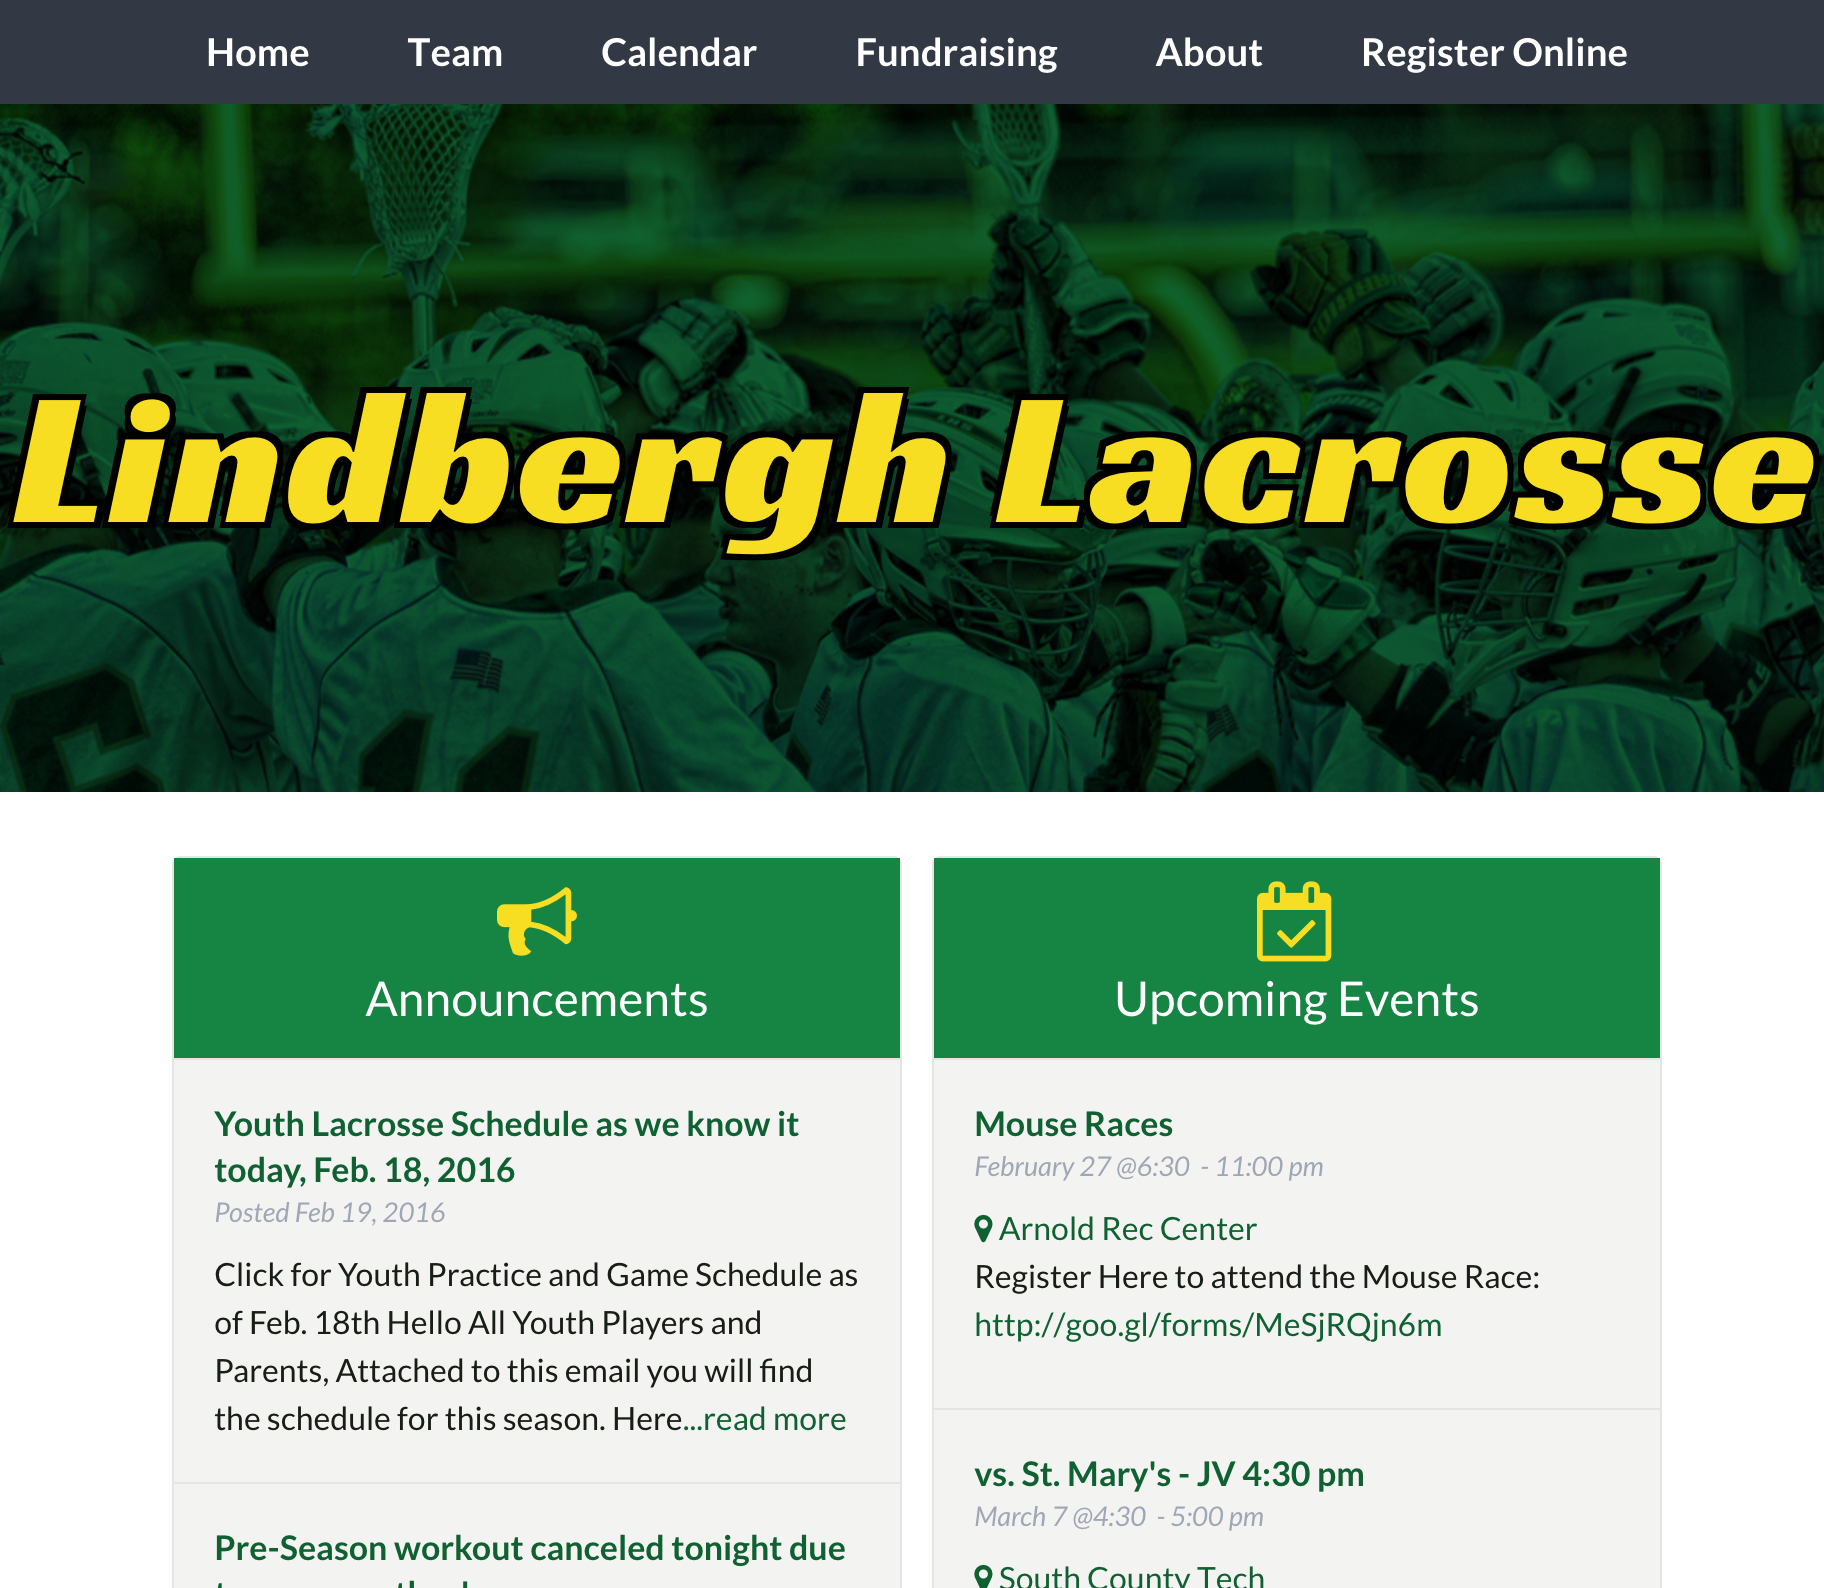 Home Team Calendar Fundraising About Register Online
Lindbergh Lacrosse
Announcements
Youth Lacrosse Schedule as we know it
today, Feb. 18, 2016
Posted Feb 19, 2016
Click for Youth Practice and Game Schedule as
of Feb. 18th Hello All Youth Players and
Parents, Attached to this email you will find
the schedule for this season. Here...read more
Pre-Season workout canceled tonight due
Upcoming Events
Mouse Races
February 27 @6:30 - 11:00 pm
Arnold Rec Center
Register Here to attend the Mouse Race:
http://goo.gl/forms/MeSjRQjn6m
vs. St. Mary's - JV 4:30 pm
March 7 @4:30 - 5:00 pm
South County Tech